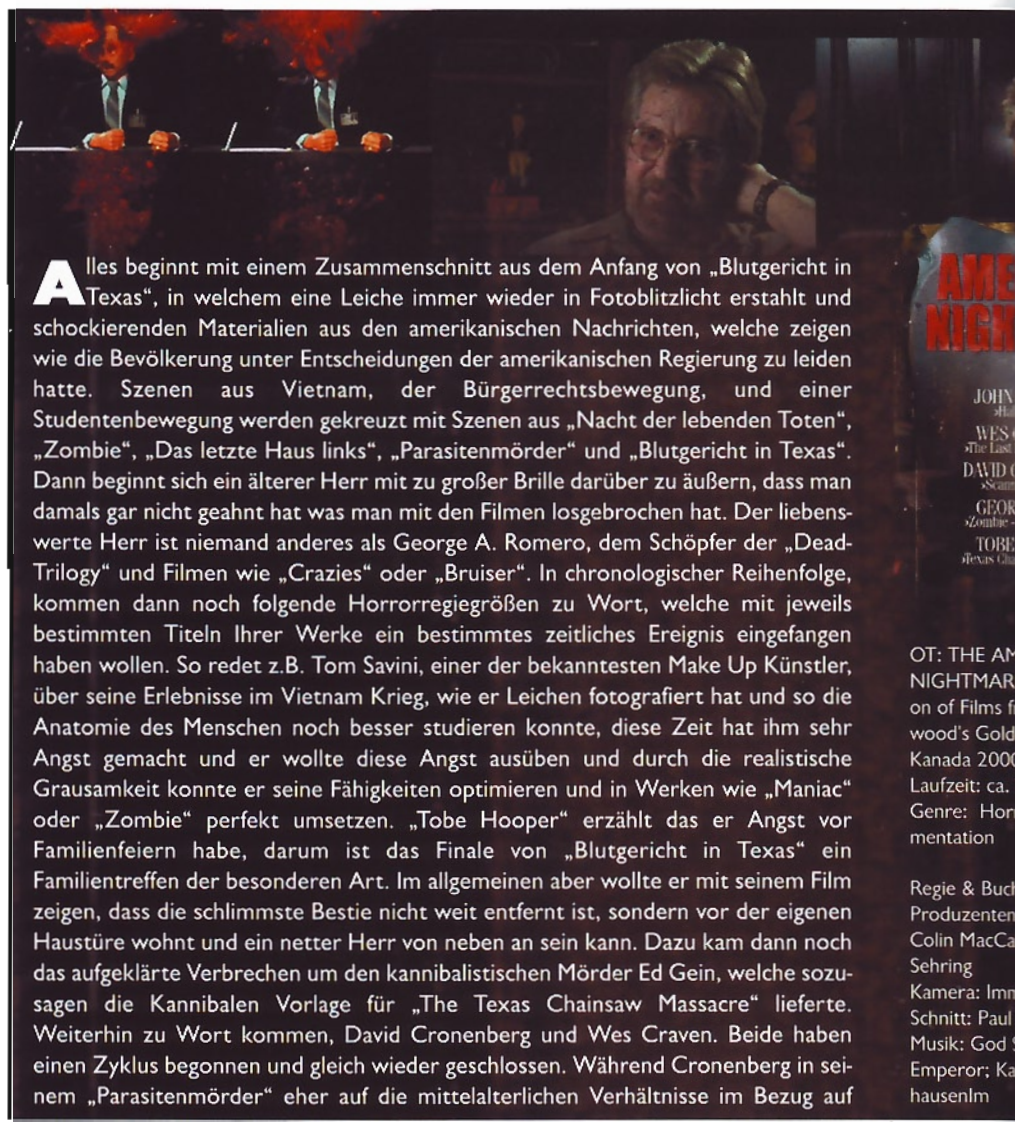 Alles beginnt mit einem Zusammenschnitt aus dem Anfang von „Blutgericht in
Texas“, in welchem eine Leiche immer wieder in Fotoblitzlicht erstahlt und
schockierenden Materialien aus den amerikanischen Nachrichten, welche zeigen
wie die Bevölkerung unter Entscheidungen der amerikanischen Regierung zu leiden
hatte. Szenen aus Vietnam, der Bürgerrechtsbewegung, und einer
Studentenbewegung werden gekreuzt mit Szenen aus „Nacht der lebenden Toten“,
„Zombie“, „Das letzte Haus links“, „Parasitenmörder“ und „Blutgericht in Texas“.
Dann beginnt sich ein älterer Herr mit zu großer Brille darüber zu äußern, dass man
damals gar nicht geahnt hat was man mit den Filmen losgebrochen hat. Der liebens-
werte Herr ist niemand anderes als George A. Romero, dem Schöpfer der „Dead-
Trilogy“ und Filmen wie „Crazies“ oder „Bruiser“. In chronologischer Reihenfolge,
kommen dann noch folgende Horrorregiegrößen zu Wort, welche mit jeweils
bestimmten Titeln Ihrer Werke ein bestimmtes zeitliches Ereignis eingefangen
haben wollen. So redet z.B. Tom Savini, einer der bekanntesten Make Up Künstler,
über seine Erlebnisse im Vietnam Krieg, wie er Leichen fotografiert hat und so die
Anatomie des Menschen noch besser studieren konnte, diese Zeit hat ihm sehr
Angst gemacht und er wollte diese Angst ausüben und durch die realistische
Grausamkeit konnte er seine Fähigkeiten optimieren und in Werken wie „Maniac“
oder „Zombie“ perfekt umsetzen. „Tobe Hooper“ erzählt das er Angst vor
Familienfeiern habe, darum ist das Finale von „Blutgericht in Texas“ ein
Familientreffen der besonderen Art. Im allgemeinen aber wollte er mit seinem Film
zeigen, dass die schlimmste Bestie nicht weit entfernt ist, sondern vor der eigenen
Haustüre wohnt und ein netter Herr von neben an sein kann. Dazu kam dann noch
das aufgeklärte Verbrechen um den kannibalistischen Mörder Ed Gein, welche sozu-
sagen die Kannibalen Vorlage für „The Texas Chainsaw Massacre“ lieferte.
Weiterhin zu Wort kommen, David Cronenberg und Wes Craven. Beide haben
einen Zyklus begonnen und gleich wieder geschlossen. Während Cronenberg in sei-
nem „Parasitenmörder“ eher auf die mittelalterlichen Verhältnisse im Bezug auf
AME
NIGH
JOHN
WES
›The Last
DAVID
GEOR
›Zombie -
TOBE
›Texas Cha
OT: THE AM
NIGHTMAR
on of Films f
wood's Gold
Kanada 2000
Laufzeit: ca.
Genre: Horr
mentation
Regie & Buch
Produzenten
Colin MacCa
Sehring
Kamera: Imm
Schnitt: Paul
Musik: God S
Emperor; Ka
hausenlm